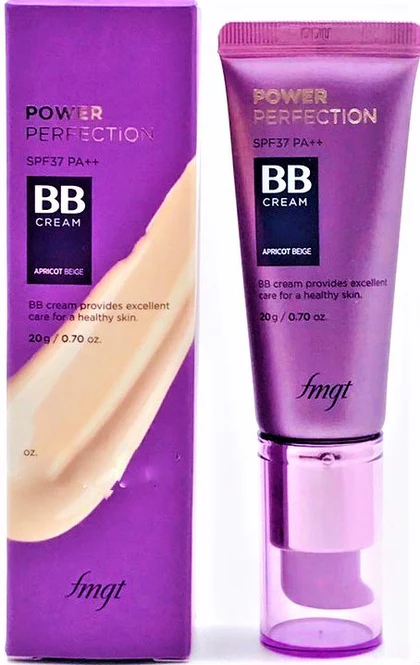 POWER
PERFECTION
SPF37 PA++
BB
CREAM
APRICOT BEIGE
BB cream provides excellent
care for a healthy skin.
20g / 0.70 oz.
oz.
fmgt
POWER
PERFECTION
SPF37 PA++
BB
CREAM
APRICOT BEIGE
BB cream provides excellent
care for a healthy skin.
20g / 0.70 oz.
fmgt